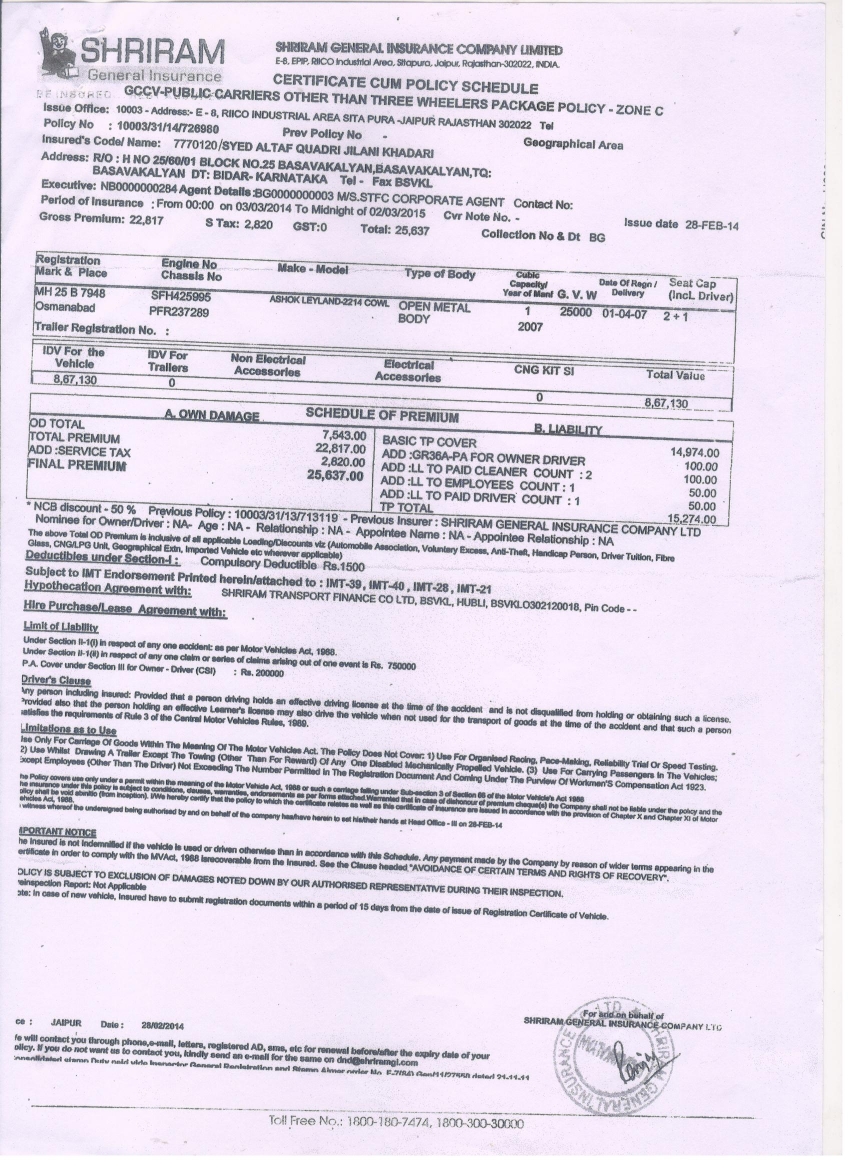 SHRIRAM
General Insurance
SHRIRAM GENERAL INSURANCE COMPANY LIMITED
E-8, EPIP, RIICO Industrial Area, Sitapura, Jaipur, Rajasthan-302022, INDIA.
CERTIFICATE CUM POLICY SCHEDULE
GCCV-PUBLIC CARRIERS OTHER THAN THREE WHEELERS PACKAGE POLICY - ZONE C
Issue Office: 10003 - Address:- E - 8, RIICO INDUSTRIAL AREA SITA PURA -JAIPUR RAJASTHAN 302022 Tel
Policy No : 10003/31/14/726980 Prev Policy No - Geographical Area
Insured's Code/ Name: 7770120/SYED ALTAF QUADRI JILANI KHADARI
Address: R/O : H NO 25/60/01 BLOCK NO.25 BASAVAKALYAN,BASAVAKALYAN,TQ:
BASAVAKALYAN DT: BIDAR- KARNATAKA Tel - Fax BSVKL
Executive: NB0000000284 Agent Details :BG0000000003 M/S.STFC CORPORATE AGENT Contact No:
Period of Insurance : From 00:00 on 03/03/2014 To Midnight of 02/03/2015 Cvr Note No. - Issue date 28-FEB-14
Gross Premium: 22,817 S Tax: 2,820 GST:0 Total: 25,637 Collection No & Dt BG
Registration Mark & Place Engine No Chassis No Make - Model Type of Body Cubic Capacity/ Year of Manf G. V. W Date Of Regn / Delivery Seat Cap (Incl. Driver)
MH 25 B 7948 SFH425995 ASHOK LEYLAND-2214 COWL OPEN METAL 1 25000 01-04-07 2 + 1
Osmanabad PFR237289 BODY 2007
Trailer Registration No. :
IDV For the Vehicle IDV For Trailers Non Electrical Accessories Electrical Accessories CNG KIT SI Total Value
8,67,130 0 0 8,67,130
SCHEDULE OF PREMIUM
A. OWN DAMAGE B. LIABILITY
OD TOTAL 7,543.00
TOTAL PREMIUM 22,817.00
ADD :SERVICE TAX 2,820.00
FINAL PREMIUM 25,637.00
BASIC TP COVER 14,974.00
ADD :GR36A-PA FOR OWNER DRIVER 100.00
ADD :LL TO PAID CLEANER COUNT : 2 100.00
ADD :LL TO EMPLOYEES COUNT : 1 50.00
ADD :LL TO PAID DRIVER COUNT : 1 50.00
TP TOTAL 15,274.00
* NCB discount - 50 % Previous Policy : 10003/31/13/713119 - Previous Insurer : SHRIRAM GENERAL INSURANCE COMPANY LTD
Nominee for Owner/Driver : NA- Age : NA - Relationship : NA - Appointee Name : NA - Appointee Relationship : NA
The above Total OD Premium is inclusive of all applicable Loading/Discounts viz (Automobile Association, Voluntary Excess, Anti-Theft, Handicap Person, Driver Tuition, Fibre
Glass, CNG/LPG Unit, Geographical Extn, Imported Vehicle etc wherever applicable)
Deductibles under Section-I : Compulsory Deductible Rs.1500
Subject to IMT Endorsement Printed herein/attached to : IMT-39, IMT-40, IMT-28, IMT-21
Hypothecation Agreement with: SHRIRAM TRANSPORT FINANCE CO LTD, BSVKL, HUBLI, BSVKLO302120018, Pin Code - -
Hire Purchase/Lease Agreement with:
Limit of Liability
Under Section II-1(i) in respect of any one accident: as per Motor Vehicles Act, 1988.
Under Section II-1(ii) in respect of any one claim or series of claims arising out of one event is Rs. 750000
P.A. Cover under Section III for Owner - Driver (CSI) : Rs. 200000
Driver's Clause
Any person including Insured: Provided that a person driving holds an effective driving license at the time of the accident and is not disqualified from holding or obtaining such a license.
Provided also that the person holding an effective Learner's license may also drive the vehicle when not used for the transport of goods at the time of the accident and that such a person
satisfies the requirements of Rule 3 of the Central Motor Vehicles Rules, 1989.
Limitations as to Use
Use Only For Carriage of Goods Within The Meaning Of The Motor Vehicles Act. The Policy Does Not Cover: 1) Use For Organised Racing, Pace-Making, Reliability Trial Or Speed Testing.
2) Use Whilst Drawing A Trailer Except The Towing (Other Than For Reward) Of Any One Disabled Mechanically Propelled Vehicle. (3) Use For Carrying Passengers In The Vehicles;
Except Employees (Other Than The Driver) Not Exceeding The Number Permitted In The Registration Document And Coming Under The Purview Of Workmen'S Compensation Act 1923.
he Policy covers use only under a permit within the meaning of the Motor Vehicle Act, 1988 or such a carriage falling under Sub-section 3 of Section 66 of the Motor Vehicle's Act 1988
he insurance under this policy is subject to conditions, clauses, warranties, endorsements as per forms attached.Warranted that in case of dishonour of premium cheque(s) the Company shall not be liable under the policy and the
olicy shall be void abinitio (from inception). I/We hereby certify that the policy to which the certificate relates as well as this certificate of insurance are issued in accordance with the provision of Chapter X and Chapter XI of Motor
ehicles Act, 1988.
witness whereof the undersigned being authorised by and on behalf of the company has/have herein to set his/their hands at Head Office - III on 28-FEB-14
IMPORTANT NOTICE
he Insured is not indemnified if the vehicle is used or driven otherwise than in accordance with this Schedule. Any payment made by the Company by reason of wider terms appearing in the
ertificate in order to comply with the MVAct, 1988 isrecoverable from the Insured. See the Clause headed "AVOIDANCE OF CERTAIN TERMS AND RIGHTS OF RECOVERY".
OLICY IS SUBJECT TO EXCLUSION OF DAMAGES NOTED DOWN BY OUR AUTHORISED REPRESENTATIVE DURING THEIR INSPECTION.
reinspection Report: Not Applicable
ote: In case of new vehicle, Insured have to submit registration documents within a period of 15 days from the date of issue of Registration Certificate of Vehicle.
ce : JAIPUR Date : 28/02/2014
For and on behalf of
SHRIRAM GENERAL INSURANCE COMPANY LTD
e will contact you through phone,e-mail, letters, registered AD, sms, etc for renewal before/after the expiry date of your
olicy. If you do not want us to contact you, kindly send an e-mail for the same on dnd@shriramgi.com
onsolidated stamp Duty paid vide Inspector General Registration and Stamp Ajmer order No.
Toll Free No.: 1800-180-7474, 1800-300-30000